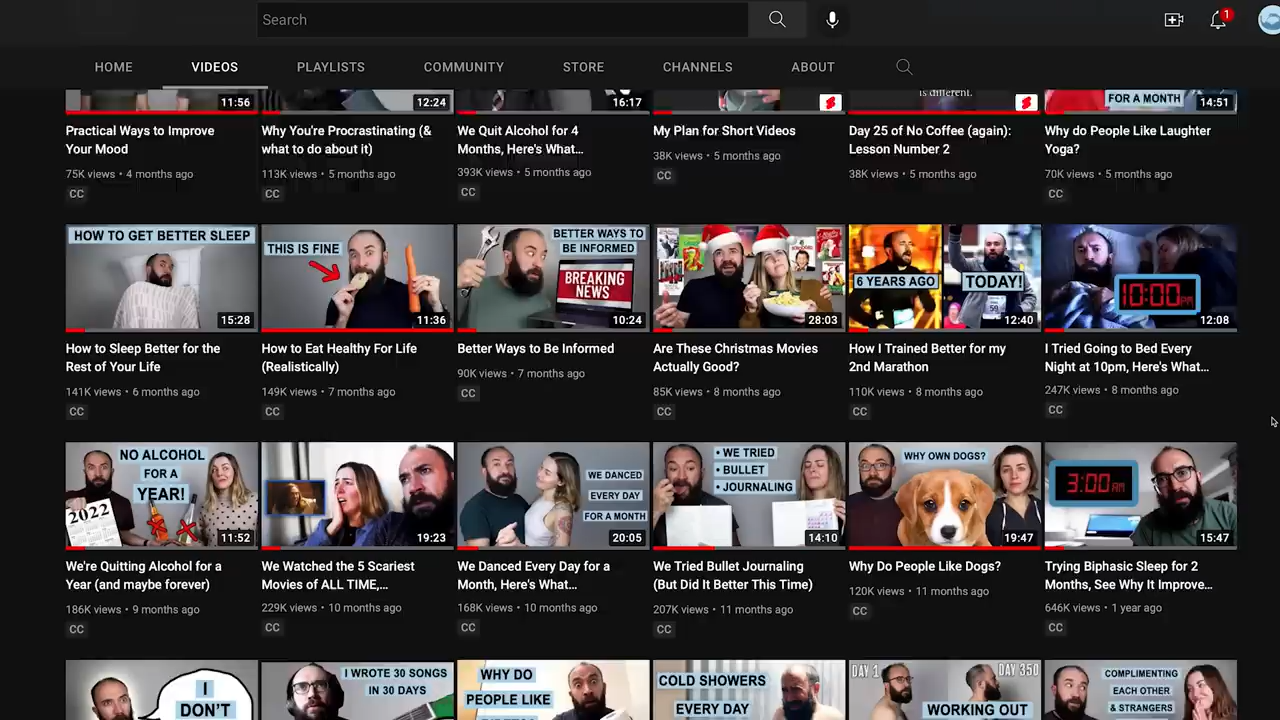 Search
1
HOME VIDEOS PLAYLISTS COMMUNITY STORE CHANNELS ABOUT
is different.
FOR A MONTH
11:56 12:24 16:17 14:51
Practical Ways to Improve
Your Mood
75K views • 4 months ago
CC
Why You're Procrastinating (&
what to do about it)
113K views • 5 months ago
CC
We Quit Alcohol for 4
Months, Here's What...
393K views • 5 months ago
CC
My Plan for Short Videos
38K views • 5 months ago
CC
Day 25 of No Coffee (again):
Lesson Number 2
38K views • 5 months ago
Why do People Like Laughter
Yoga?
70K views • 5 months ago
CC
HOW TO GET BETTER SLEEP
15:28
How to Sleep Better for the
Rest of Your Life
141K views • 6 months ago
CC
THIS IS FINE
11:36
How to Eat Healthy For Life
(Realistically)
149K views • 7 months ago
CC
BETTER WAYS TO
BE INFORMED
BREAKING
NEWS
10:24
Better Ways to Be Informed
90K views • 7 months ago
CC
28:03
Are These Christmas Movies
Actually Good?
85K views • 8 months ago
CC
6 YEARS AGO
TODAY!
12:40
How I Trained Better for my
2nd Marathon
110K views • 8 months ago
CC
10:00 PM
12:08
I Tried Going to Bed Every
Night at 10pm, Here's What...
247K views • 8 months ago
CC
NO ALCOHOL
FOR A
YEAR!
2022
11:52
We're Quitting Alcohol for a
Year (and maybe forever)
186K views • 9 months ago
CC
19:23
We Watched the 5 Scariest
Movies of ALL TIME,...
229K views • 10 months ago
CC
WE DANCED
EVERY DAY
FOR A MONTH
20:05
We Danced Every Day for a
Month, Here's What...
168K views • 10 months ago
CC
• WE TRIED
• BULLET
• JOURNALING
14:10
We Tried Bullet Journaling
(But Did It Better This Time)
207K views • 11 months ago
CC
WHY OWN DOGS?
19:47
Why Do People Like Dogs?
120K views • 11 months ago
CC
3:00 AM
15:47
Trying Biphasic Sleep for 2
Months, See Why It Improve...
646K views • 1 year ago
CC
I
DON'T
I WROTE 30 SONGS
IN 30 DAYS
WHY DO
PEOPLE LIKE
COLD SHOWERS
EVERY DAY
DAY 1
DAY 350
WORKING OUT
COMPLIMENTING
EACH OTHER
& STRANGERS